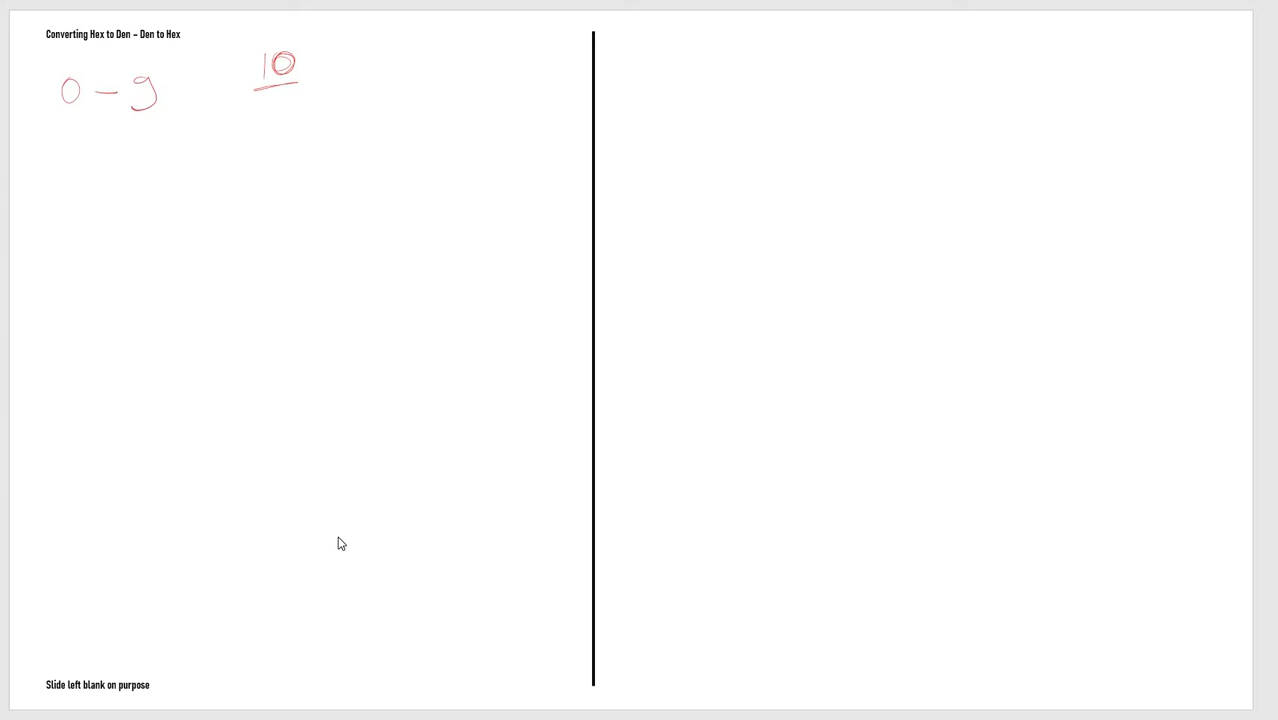 Converting Hex to Den – Den to Hex
10
0 – 9
Slide left blank on purpose